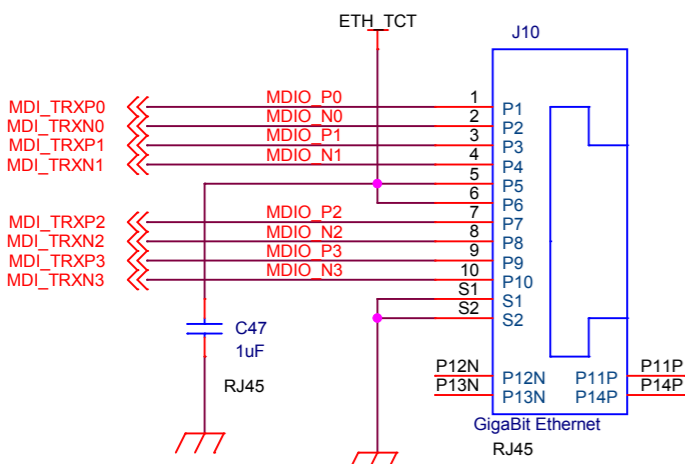 ETH_TCT
J10
MDI_TRXP0 MDIO_P0 1 P1
MDI_TRXN0 MDIO_N0 2 P2
MDI_TRXP1 MDIO_P1 3 P3
MDI_TRXN1 MDIO_N1 4 P4
5 P5
6 P6
MDI_TRXP2 MDIO_P2 7 P7
MDI_TRXN2 MDIO_N2 8 P8
MDI_TRXP3 MDIO_P3 9 P9
MDI_TRXN3 MDIO_N3 10 P10
S1 S1
S2 S2
C47
1uF
RJ45
P12N P12N P11P P11P
P13N P13N P14P P14P
GigaBit Ethernet
RJ45